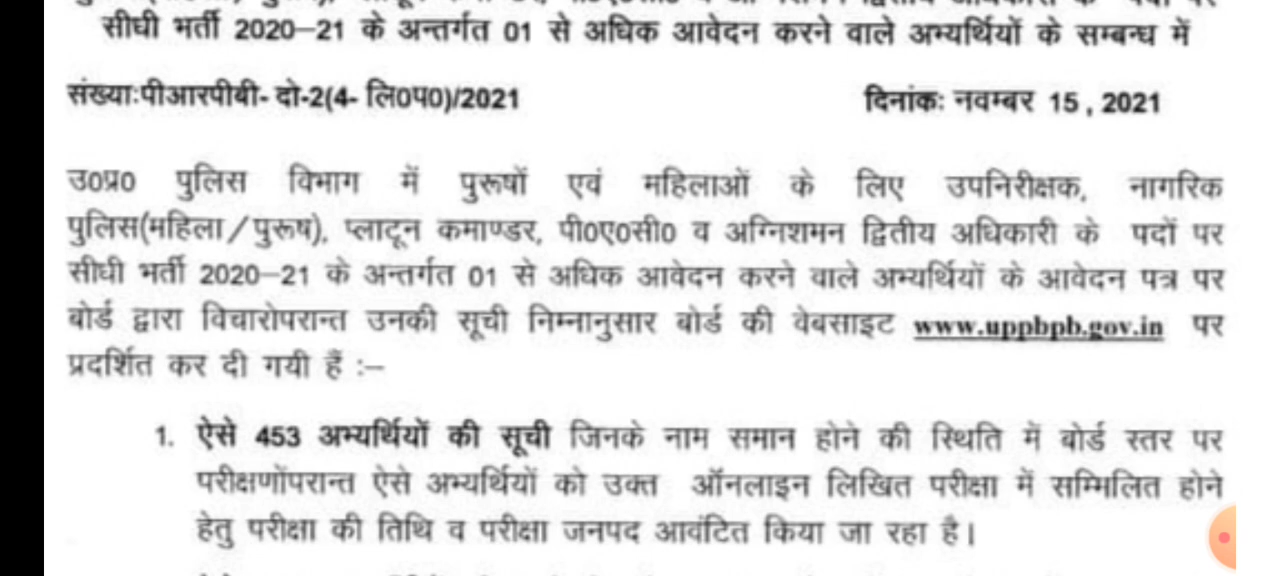 सीधी भर्ती 2020–21 के अन्तर्गत 01 से अधिक आवेदन करने वाले अभ्यर्थियों के सम्बन्ध में
संख्याःपीआरपीबी- दो-2(4- लि0प0)/2021 दिनांकः नवम्बर 15 , 2021
उ0प्र0 पुलिस विभाग में पुरूषों एवं महिलाओं के लिए उपनिरीक्षक, नागरिक
पुलिस(महिला/पुरूष), प्लाटून कमाण्डर, पी0ए0सी0 व अग्निशमन द्वितीय अधिकारी के पदों पर
सीधी भर्ती 2020–21 के अन्तर्गत 01 से अधिक आवेदन करने वाले अभ्यर्थियों के आवेदन पत्र पर
बोर्ड द्वारा विचारोपरान्त उनकी सूची निम्नानुसार बोर्ड की वेबसाइट www.uppbpb.gov.in पर
प्रदर्शित कर दी गयी हैं :–
1. ऐसे 453 अभ्यर्थियों की सूची जिनके नाम समान होने की स्थिति में बोर्ड स्तर पर
परीक्षणोंपरान्त ऐसे अभ्यर्थियों को उक्त ऑनलाइन लिखित परीक्षा में सम्मिलित होने
हेतु परीक्षा की तिथि व परीक्षा जनपद आवंटित किया जा रहा है।